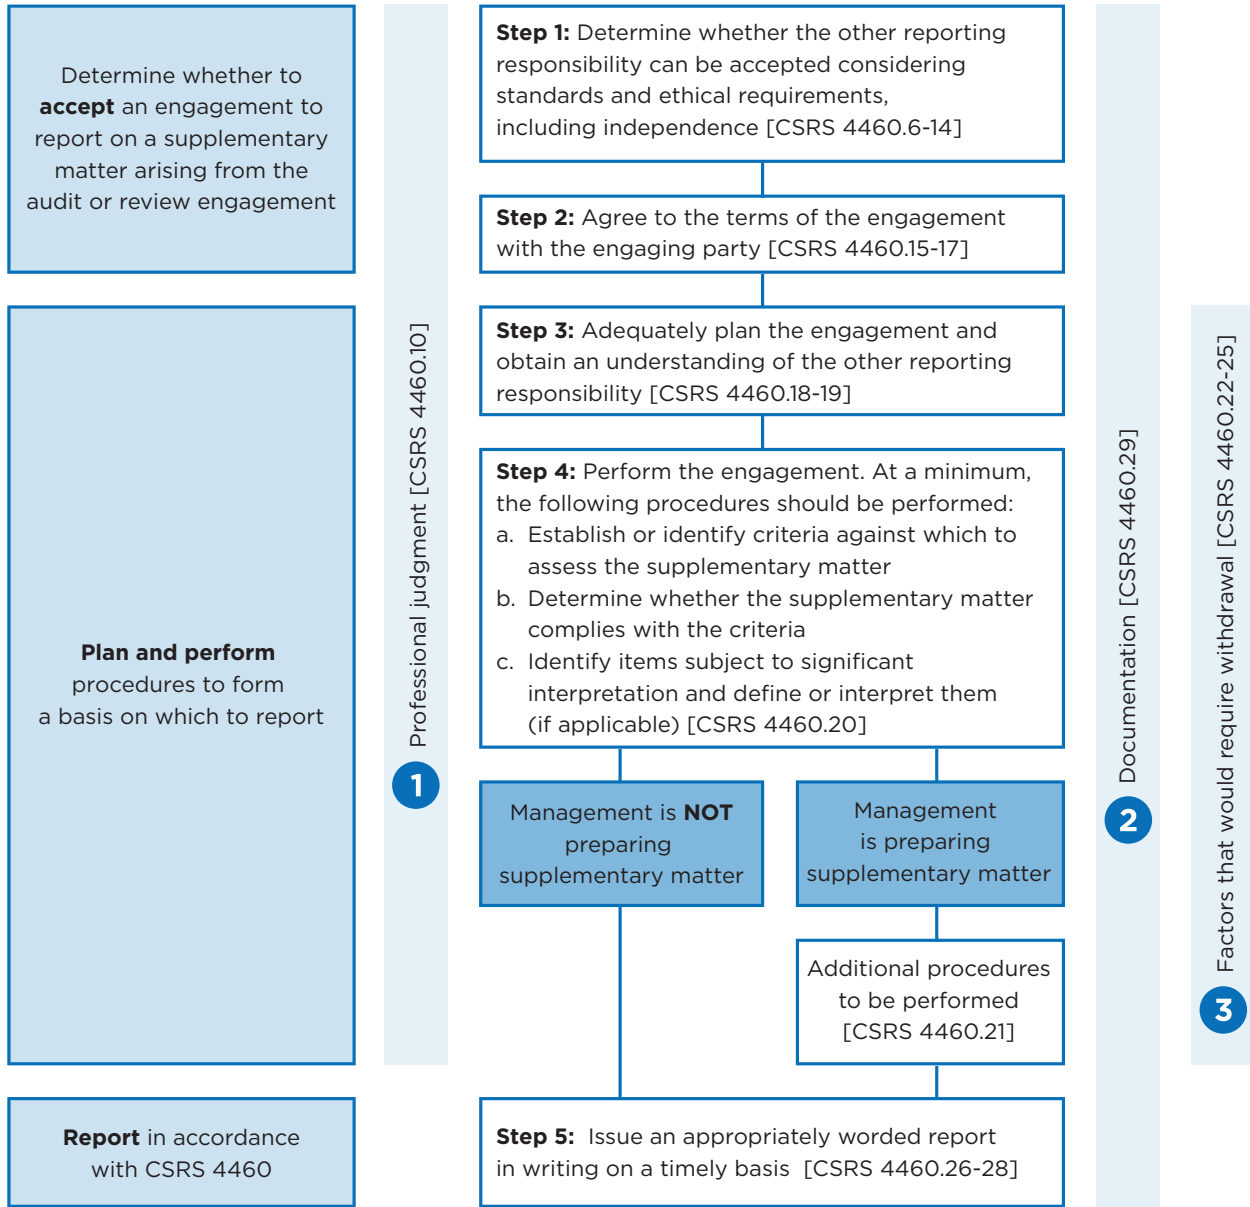 Determine whether to
accept an engagement to
report on a supplementary
matter arising from the
audit or review engagement
Step 1: Determine whether the other reporting
responsibility can be accepted considering
standards and ethical requirements,
including independence [CSRS 4460.6-14]
Step 2: Agree to the terms of the engagement
with the engaging party [CSRS 4460.15-17]
Plan and perform
procedures to form
a basis on which to report
Professional judgment [CSRS 4460.10]
1
Step 3: Adequately plan the engagement and
obtain an understanding of the other reporting
responsibility [CSRS 4460.18-19]
Step 4: Perform the engagement. At a minimum,
the following procedures should be performed:
a. Establish or identify criteria against which to
assess the supplementary matter
b. Determine whether the supplementary matter
complies with the criteria
c. Identify items subject to significant
interpretation and define or interpret them
(if applicable) [CSRS 4460.20]
Management is NOT
preparing
supplementary matter
Management
is preparing
supplementary matter
Additional procedures
to be performed
[CSRS 4460.21]
Documentation [CSRS 4460.29]
2
Factors that would require withdrawal [CSRS 4460.22-25]
3
Report in accordance
with CSRS 4460
Step 5: Issue an appropriately worded report
in writing on a timely basis [CSRS 4460.26-28]